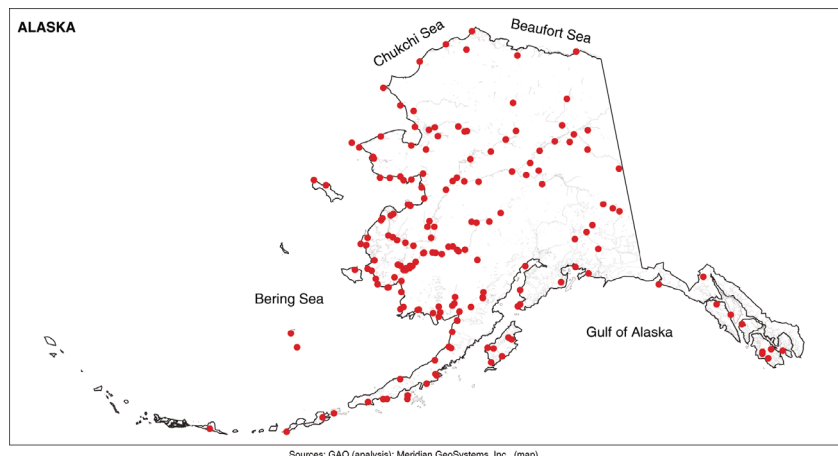 ALASKA
Chukchi Sea
Beaufort Sea
Bering Sea
Gulf of Alaska
Sources: GAO (analysis); Meridian GeoSystems, Inc. (map)